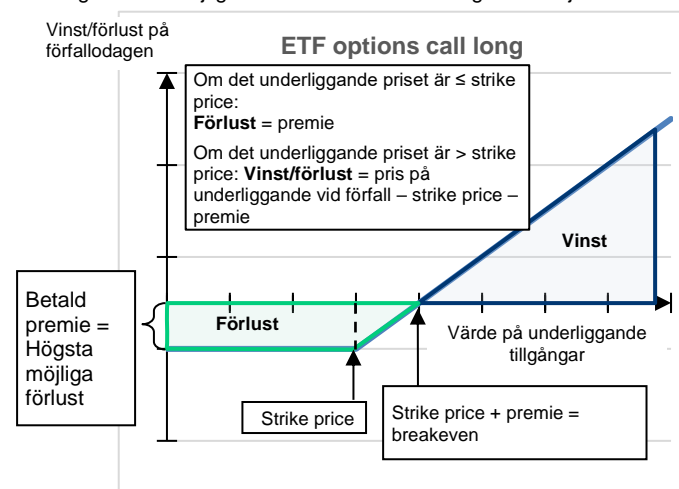 Vinst/förlust på
förfallodagen
ETF options call long
Om det underliggande priset är ≤ strike
price:
Förlust = premie
Om det underliggande priset är > strike
price: Vinst/förlust = pris på
underliggande vid förfall – strike price –
premie
Vinst
Betald
premie =
Högsta
möjliga
förlust
Förlust
Värde på underliggande
tillgångar
Strike price
Strike price + premie =
breakeven